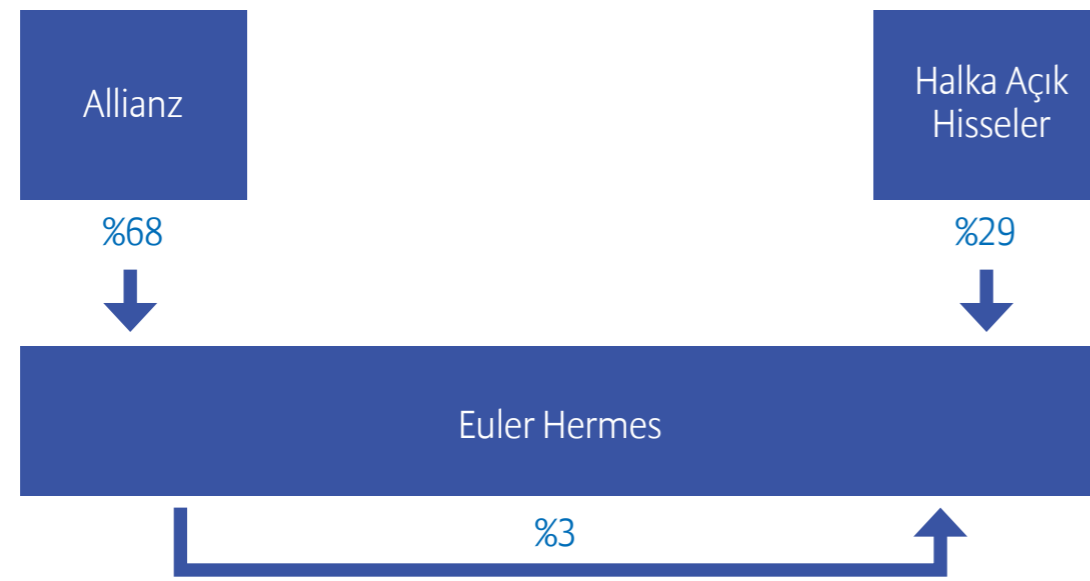 Allianz
Halka Açık
Hisseler
%68
%29
Euler Hermes
%3